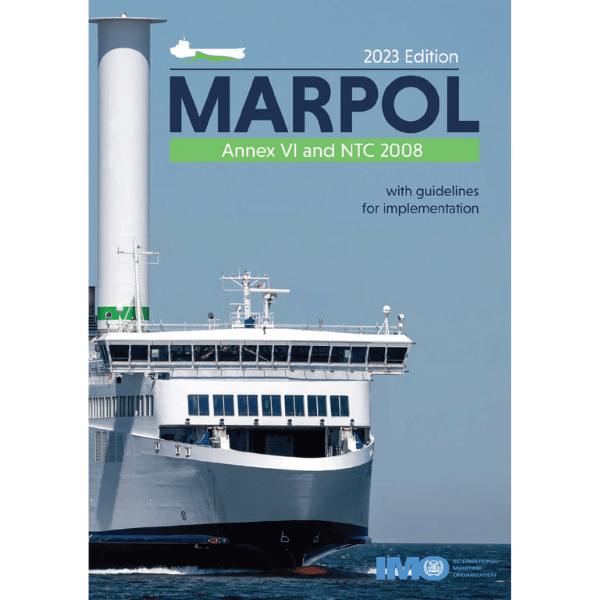 2023 Edition
MARPOL
Annex VI and NTC 2008
with guidelines
for implementation
IMO
INTERNATIONAL
MARITIME
ORGANIZATION